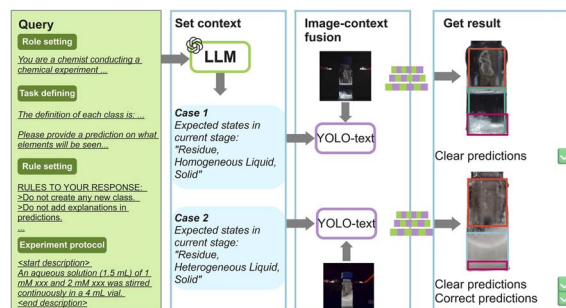 Query
Role setting
You are a chemist conducting a
chemical experiment ...
Task defining
The definition of each class is: ...
Please provide a prediction on what
elements will be seen...
Rule setting
RULES TO YOUR RESPONSE:
>Do not create any new class.
>Do not add explanations in
predictions.
...
Experiment protocol
<start description>
An aqueous solution (1.5 mL) of 1
mM xxx and 2 mM xxx was stirred
continuously in a 4 mL vial.
<end description>
Set context
LLM
Case 1
Expected states in
current stage:
"Residue,
Homogeneous Liquid,
Solid"
Case 2
Expected states in
current stage:
"Residue,
Heterogeneous Liquid,
Solid"
Image-context
fusion
YOLO-text
YOLO-text
Get result
Clear predictions
Clear predictions
Correct predictions